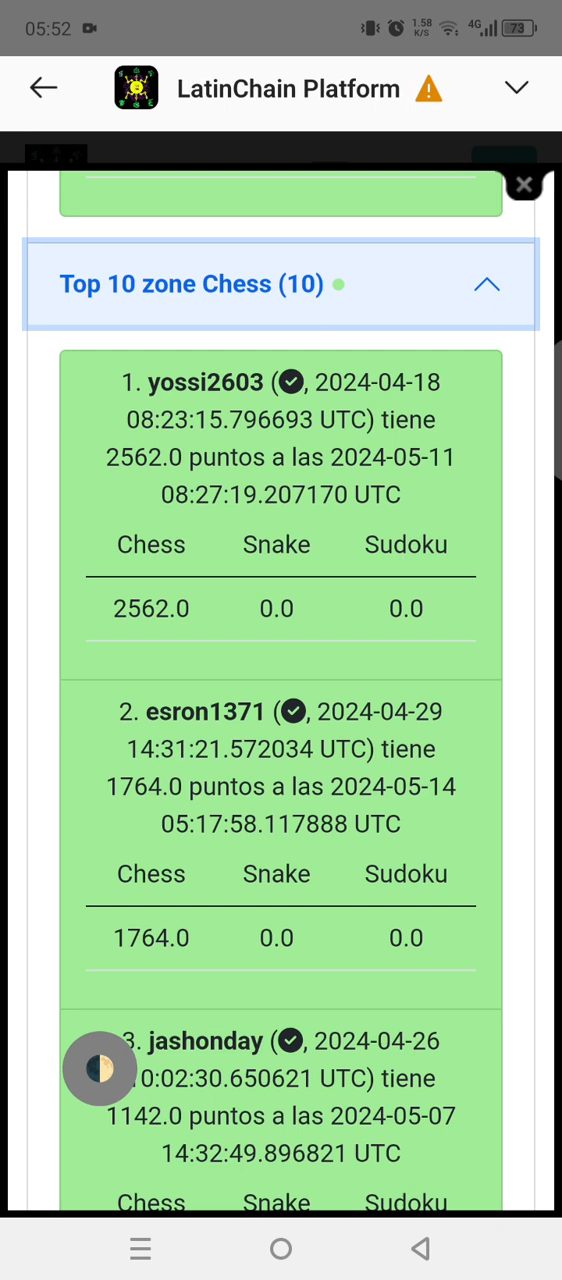 05:52 1.58 K/S 4G 73
LatinChain Platform
Top 10 zone Chess (10)
1. yossi2603 (, 2024-04-18
08:23:15.796693 UTC) tiene
2562.0 puntos a las 2024-05-11
08:27:19.207170 UTC
Chess Snake Sudoku
2562.0 0.0 0.0
2. esron1371 (, 2024-04-29
14:31:21.572034 UTC) tiene
1764.0 puntos a las 2024-05-14
05:17:58.117888 UTC
Chess Snake Sudoku
1764.0 0.0 0.0
3. jashonday (, 2024-04-26
0:02:30.650621 UTC) tiene
1142.0 puntos a las 2024-05-07
14:32:49.896821 UTC
Chess Snake Sudoku